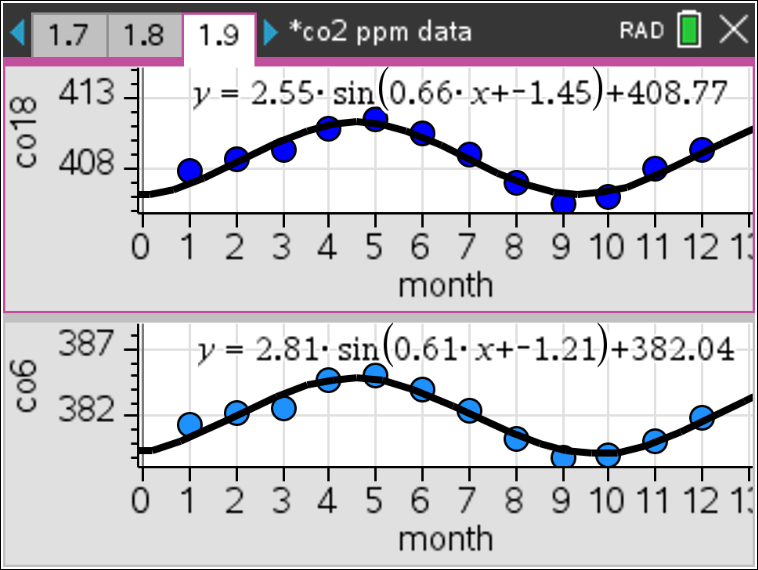 1.7 1.8 1.9 *co2 ppm data RAD
y = 2.55· sin(0.66· x+-1.45)+408.77
co18
413
408
0 1 2 3 4 5 6 7 8 9 10 11 12 13
month
y = 2.81· sin(0.61· x+-1.21)+382.04
co6
387
382
0 1 2 3 4 5 6 7 8 9 10 11 12 13
month